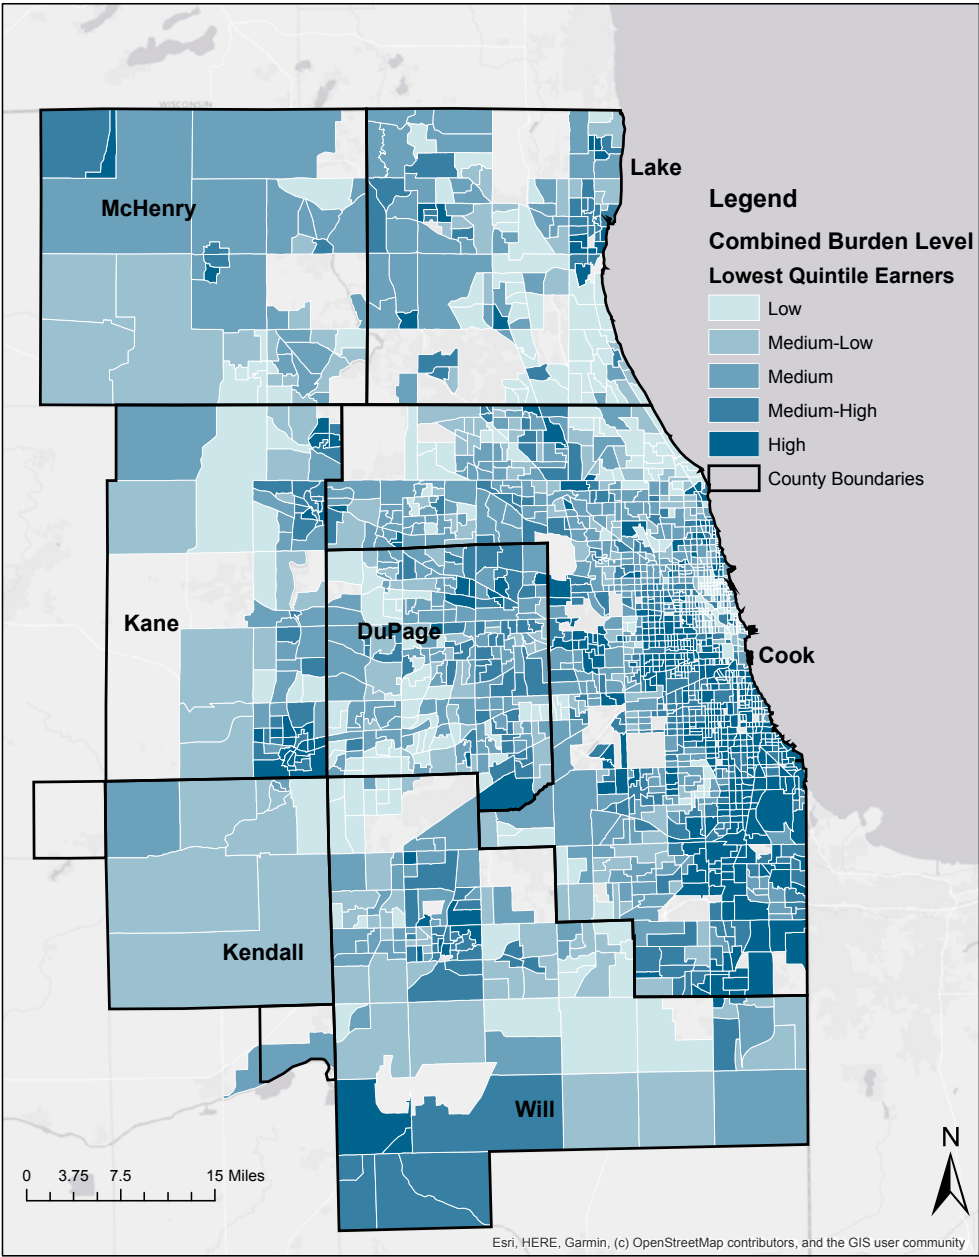 WISCONSIN
Lake
McHenry
Legend
Combined Burden Level
Lowest Quintile Earners
Low
Medium-Low
Medium
Medium-High
High
County Boundaries
Kane
DuPage
Cook
Kendall
Will
N
0 3.75 7.5 15 Miles
Esri, HERE, Garmin, (c) OpenStreetMap contributors, and the GIS user community